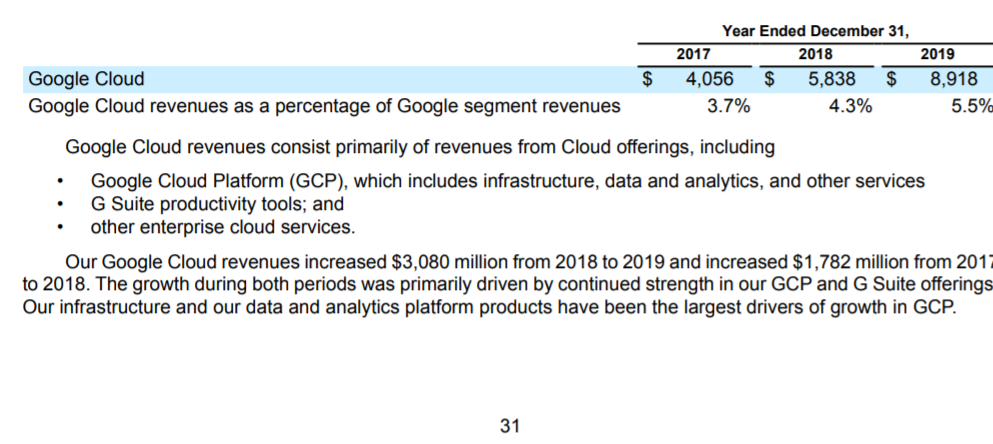 Year Ended December 31,
2017 2018 2019
Google Cloud $ 4,056 $ 5,838 $ 8,918
Google Cloud revenues as a percentage of Google segment revenues 3.7% 4.3% 5.5%
Google Cloud revenues consist primarily of revenues from Cloud offerings, including
• Google Cloud Platform (GCP), which includes infrastructure, data and analytics, and other services
• G Suite productivity tools; and
• other enterprise cloud services.
Our Google Cloud revenues increased $3,080 million from 2018 to 2019 and increased $1,782 million from 2017
to 2018. The growth during both periods was primarily driven by continued strength in our GCP and G Suite offerings
Our infrastructure and our data and analytics platform products have been the largest drivers of growth in GCP.
31